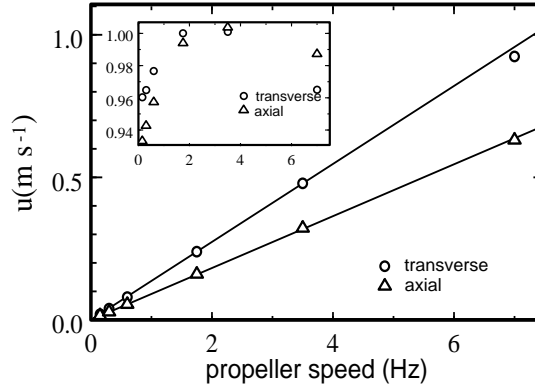 1.0
0.5
0.0
u(m s⁻¹)
1.00
0.98
0.96
0.94
0
2
4
6
transverse
axial
transverse
axial
0
2
4
6
propeller speed (Hz)